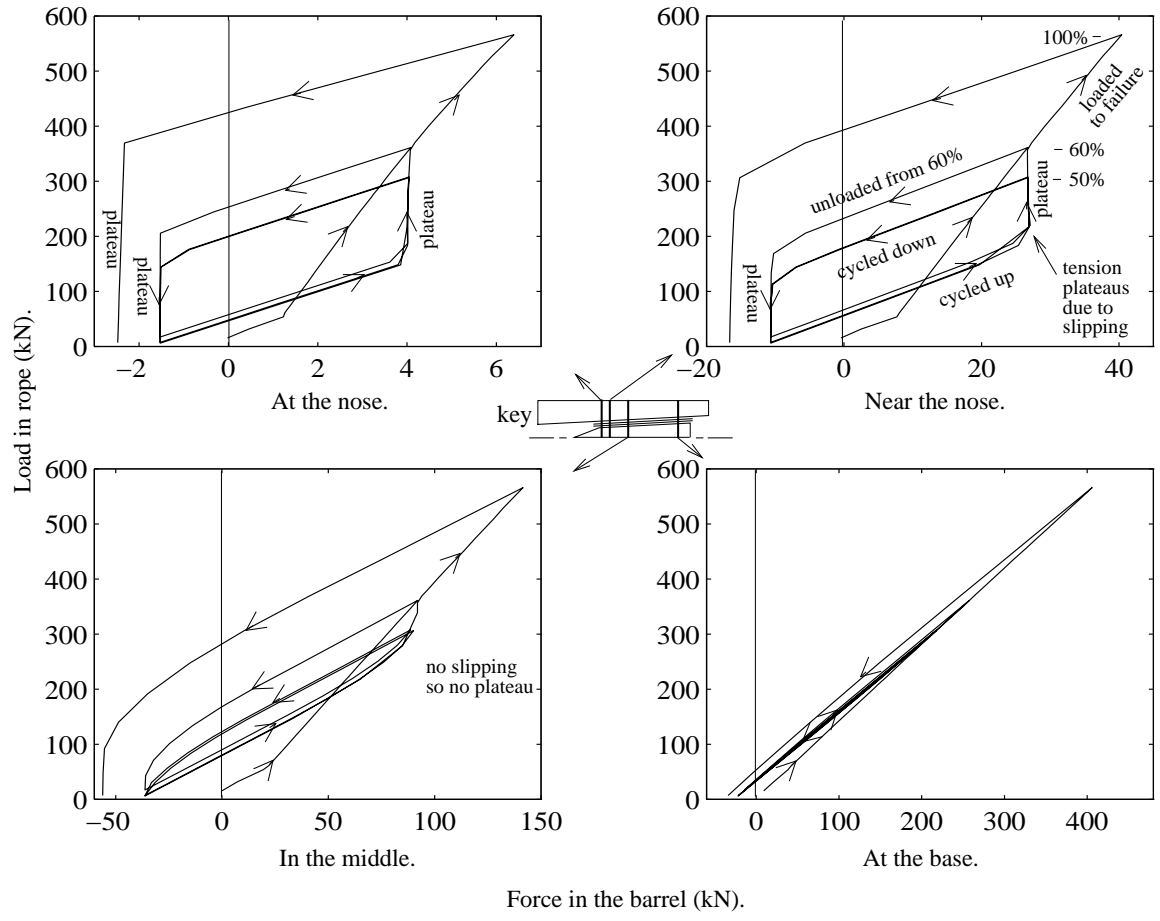 600
500
400
300
200
100
0
−2
0
2
4
6
plateau
plateau
plateau
At the nose.
600
500
400
300
200
100
0
−20
0
20
40
100%
loaded
to failure
60%
50%
unloaded from 60%
cycled down
cycled up
plateau
plateau
tension
plateaus
due to
slipping
Near the nose.
key
Load in rope (kN).
600
500
400
300
200
100
0
−50
0
50
100
150
no slipping
so no plateau
In the middle.
600
500
400
300
200
100
0
0
100
200
300
400
At the base.
Force in the barrel (kN).